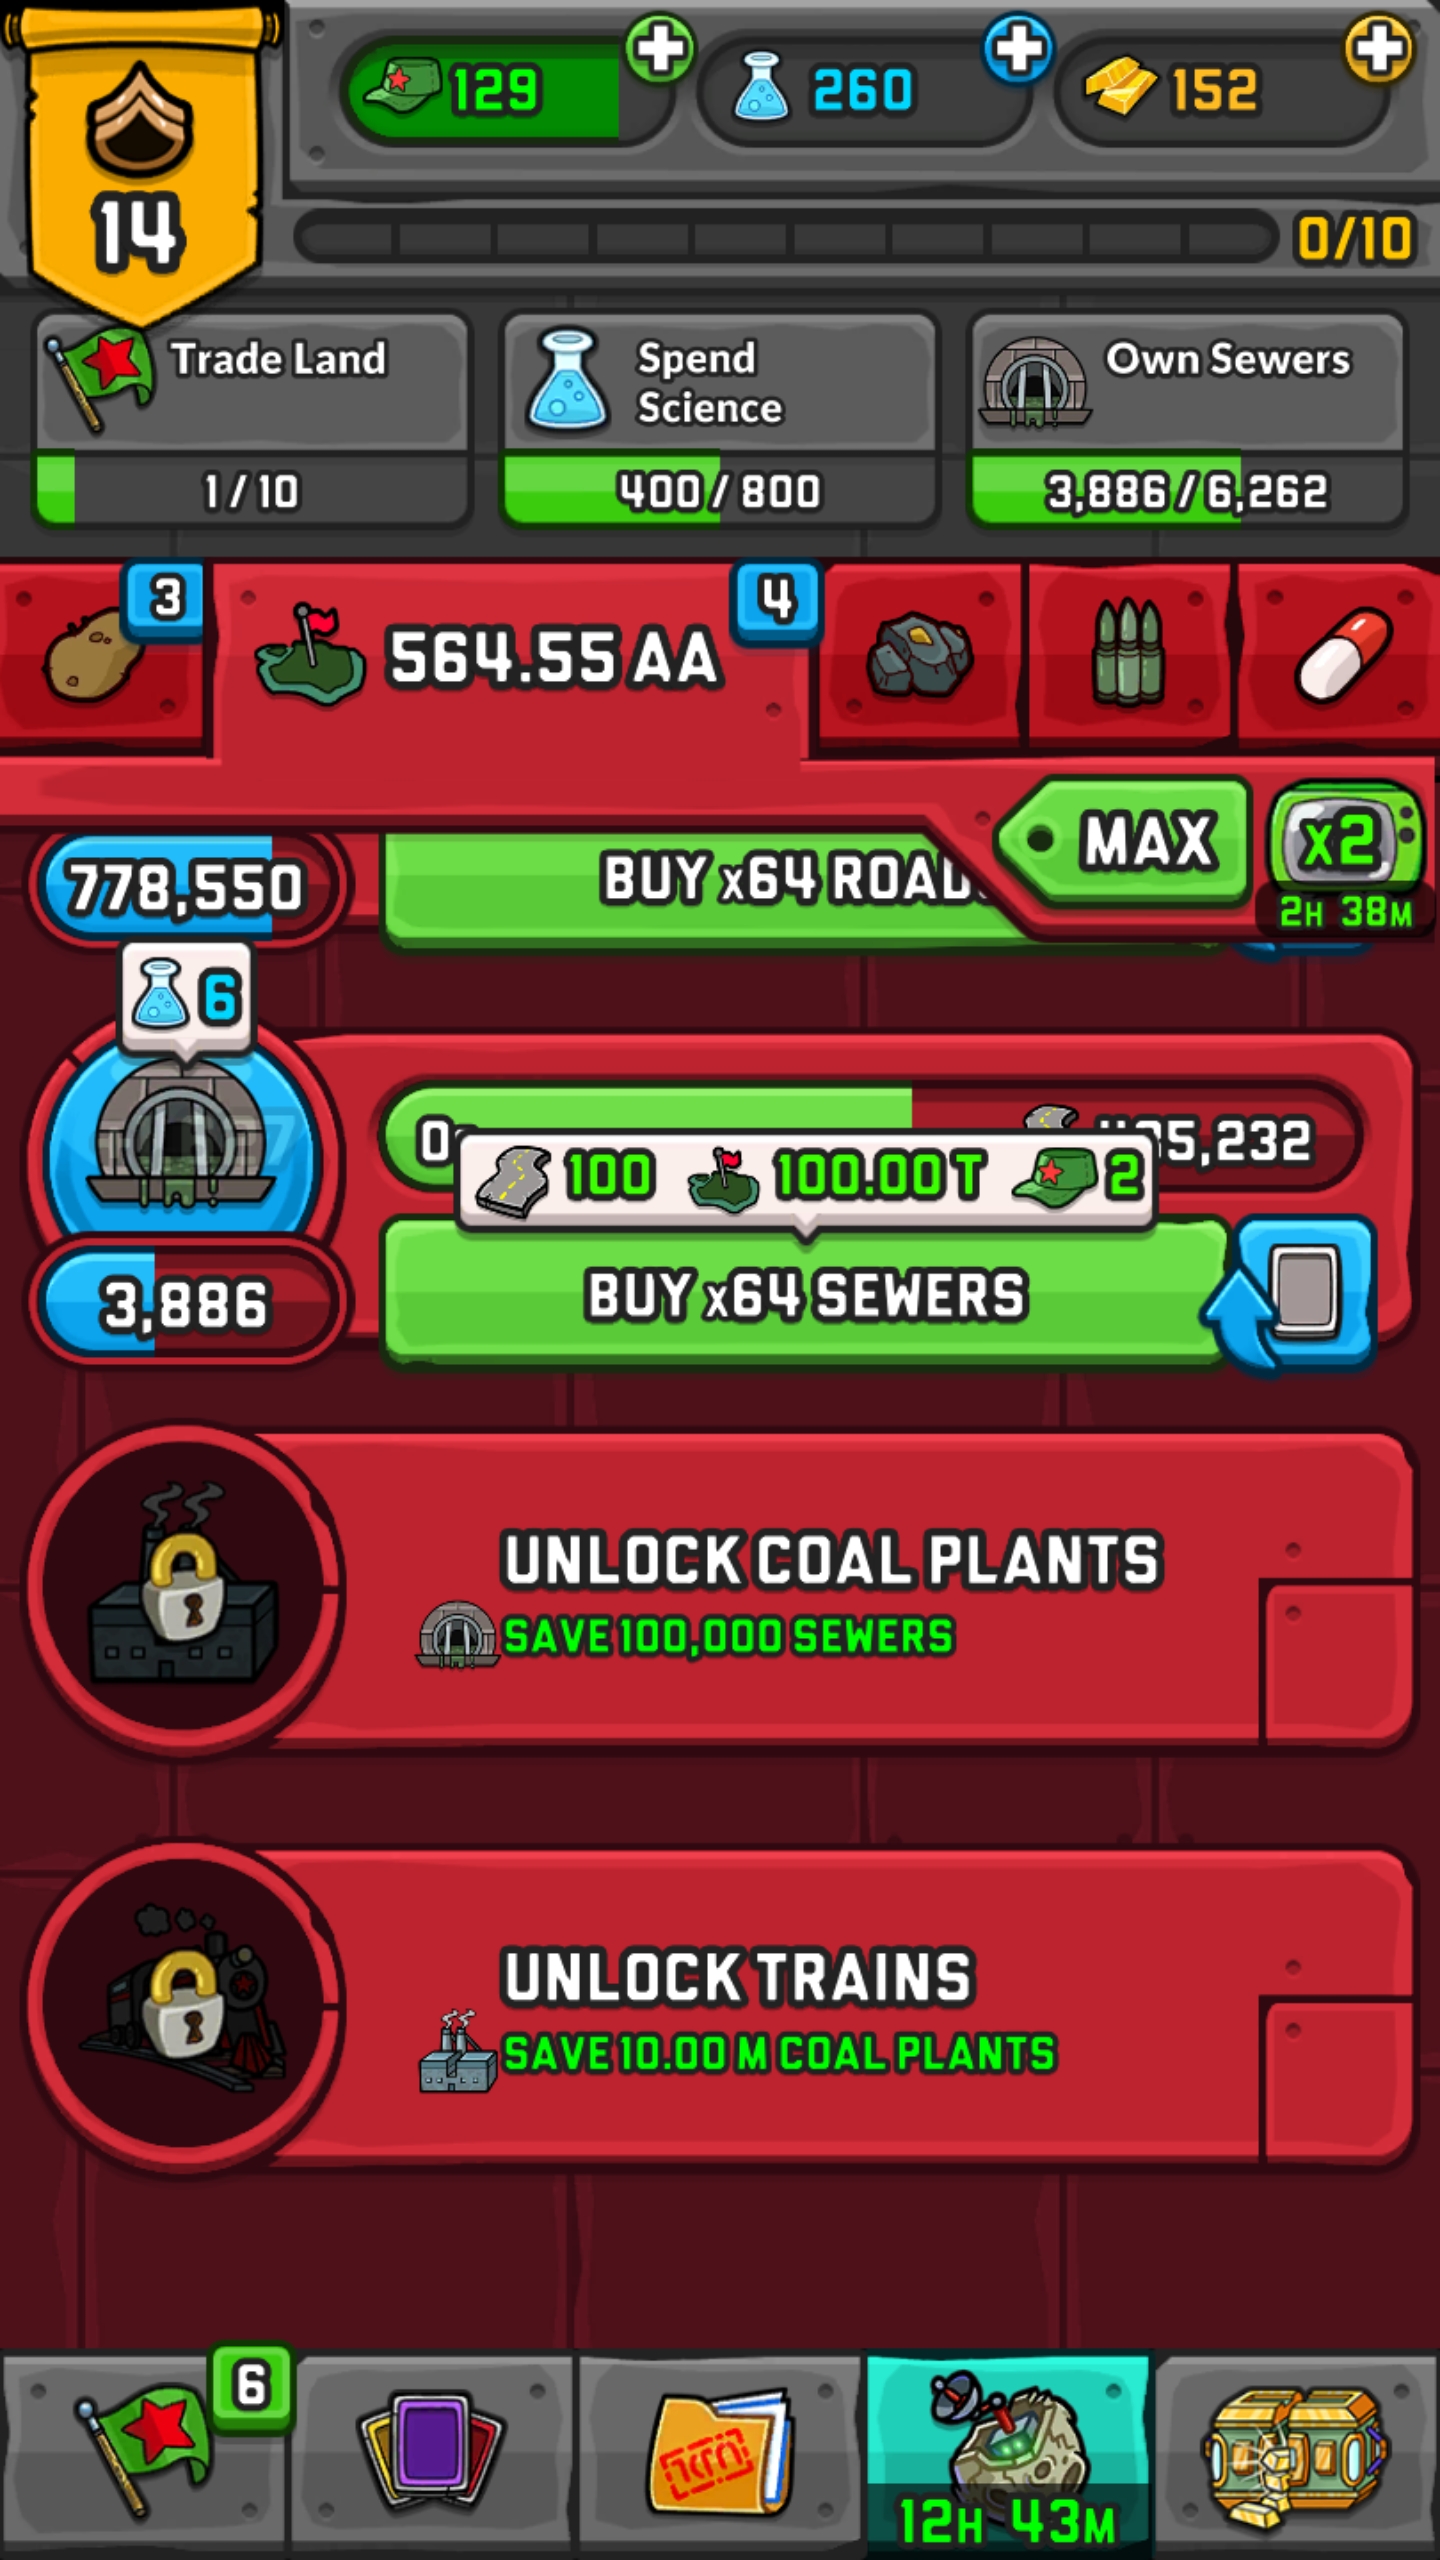 129
260
152
14
0/10
Trade Land
Spend
Science
Own Sewers
1/10
400/800
3,886/6,262
3
564.55 AA
4
MAX
x2
2H 38M
778,550
BUY x64 ROAD
6
0
35,232
100
100.00 T
2
3,886
BUY x64 SEWERS
UNLOCK COAL PLANTS
SAVE 100,000 SEWERS
UNLOCK TRAINS
SAVE 10.00 M COAL PLANTS
6
12H 43M